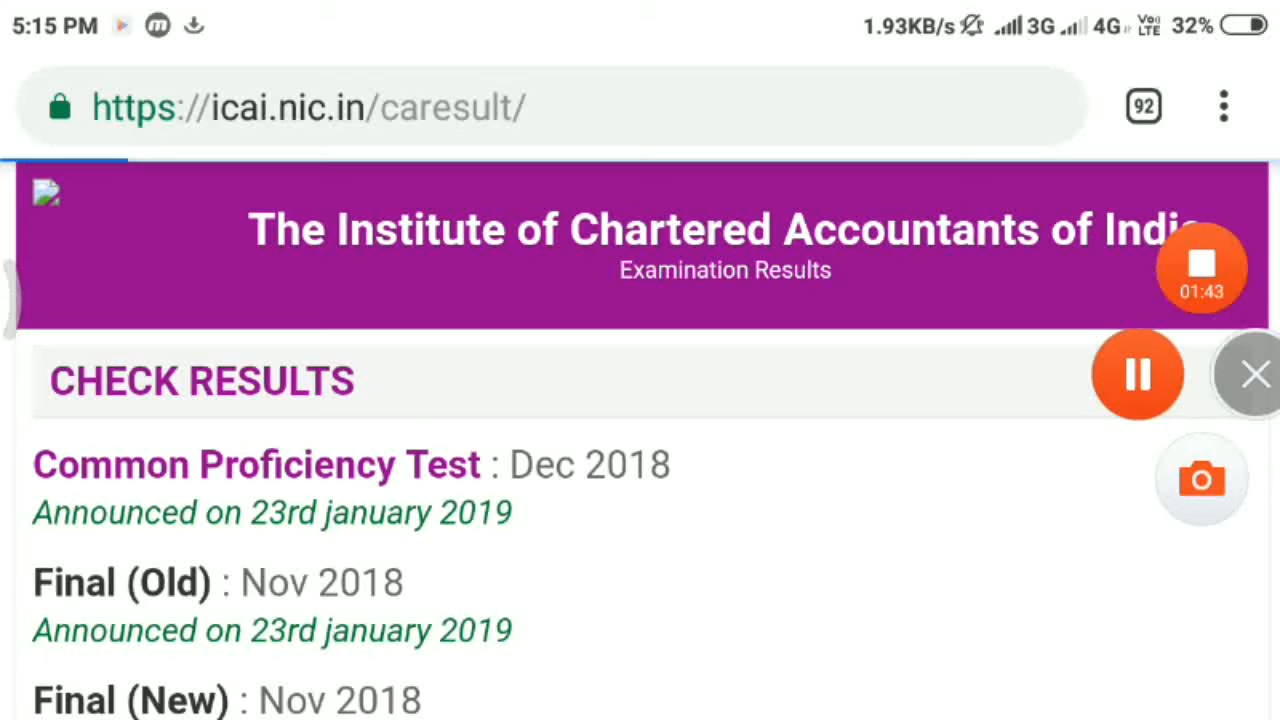 5:15 PM
1.93KB/s 3G 4G Vo) LTE 32%
https://icai.nic.in/caresult/
92
The Institute of Chartered Accountants of India
Examination Results
01:43
CHECK RESULTS
Common Proficiency Test : Dec 2018
Announced on 23rd january 2019
Final (Old) : Nov 2018
Announced on 23rd january 2019
Final (New) : Nov 2018